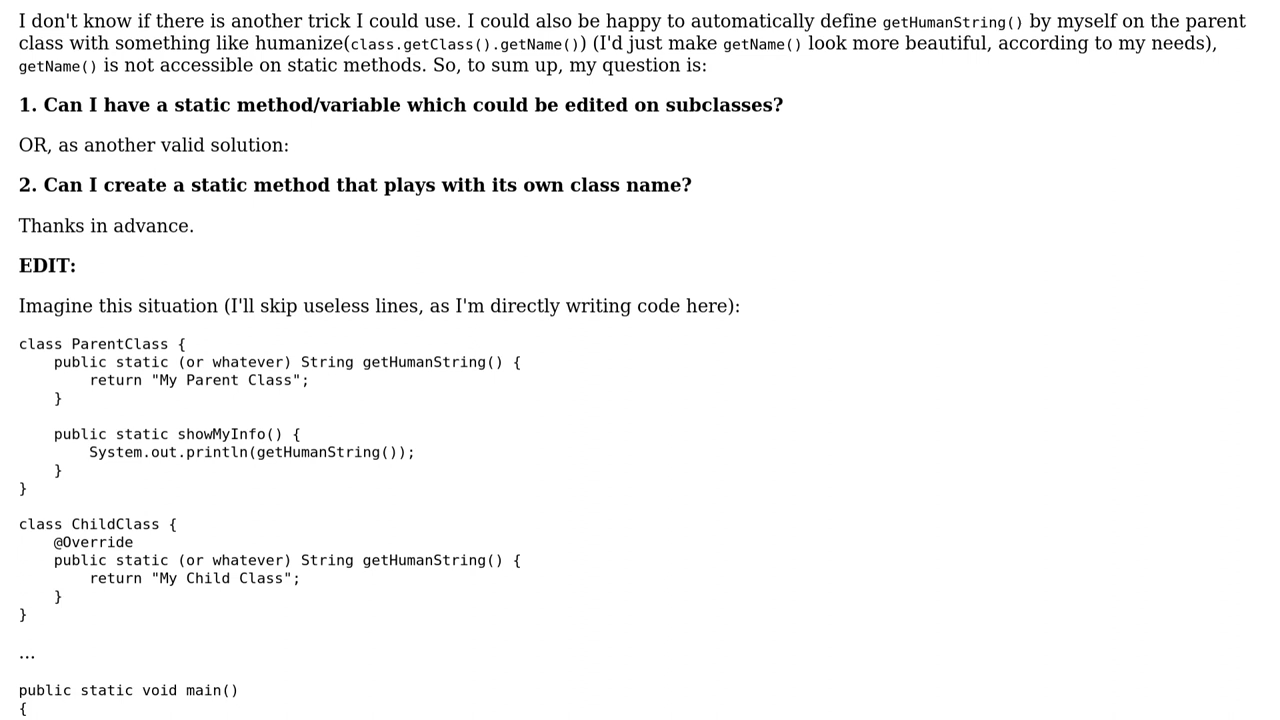 I don't know if there is another trick I could use. I could also be happy to automatically define getHumanString() by myself on the parent
class with something like humanize(class.getClass().getName()) (I'd just make getName() look more beautiful, according to my needs),
getName() is not accessible on static methods. So, to sum up, my question is:
1. Can I have a static method/variable which could be edited on subclasses?
OR, as another valid solution:
2. Can I create a static method that plays with its own class name?
Thanks in advance.
EDIT:
Imagine this situation (I'll skip useless lines, as I'm directly writing code here):
class ParentClass {
    public static (or whatever) String getHumanString() {
        return "My Parent Class";
    }
    public static showMyInfo() {
        System.out.println(getHumanString());
    }
}
class ChildClass {
    @Override
    public static (or whatever) String getHumanString() {
        return "My Child Class";
    }
}
...
public static void main()
{